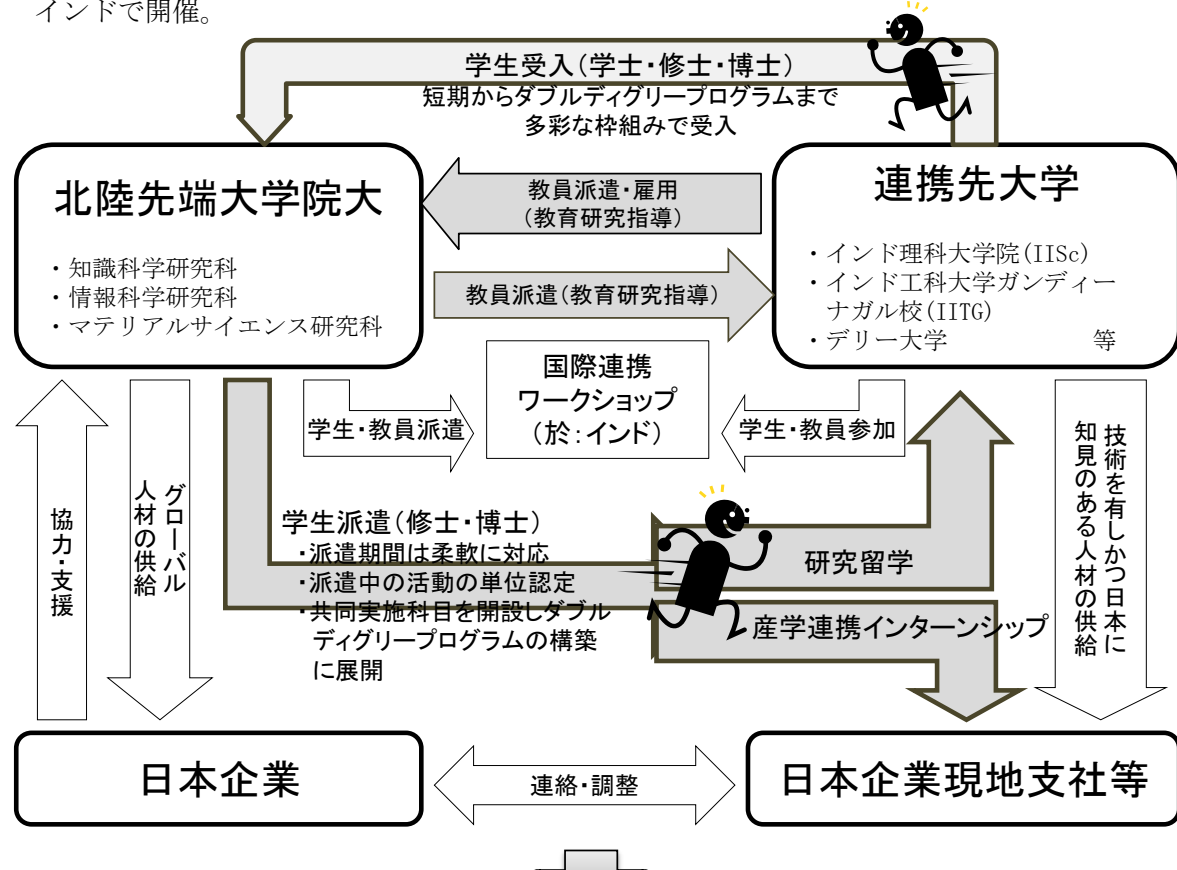 インドで開催。
学生受入（学士・修士・博士）
短期からダブルディグリープログラムまで
多彩な枠組みで受入
北陸先端大学院大
・知識科学研究科
・情報科学研究科
・マテリアルサイエンス研究科
教員派遣・雇用
（教育研究指導）
教員派遣（教育研究指導）
連携先大学
・インド理科大学院(IISc)
・インド工科大学ガンディー
ナガル校(IITG)
・デリー大学　　　　　　等
国際連携
ワークショップ
（於：インド）
学生・教員派遣
学生・教員参加
協力・支援
グローバル
人材の供給
学生派遣（修士・博士）
・派遣期間は柔軟に対応
・派遣中の活動の単位認定
・共同実施科目を開設しダブル
ディグリープログラムの構築
に展開
研究留学
産学連携インターンシップ
技術を有しかつ日本に
知見のある人材の供給
日本企業
連絡・調整
日本企業現地支社等